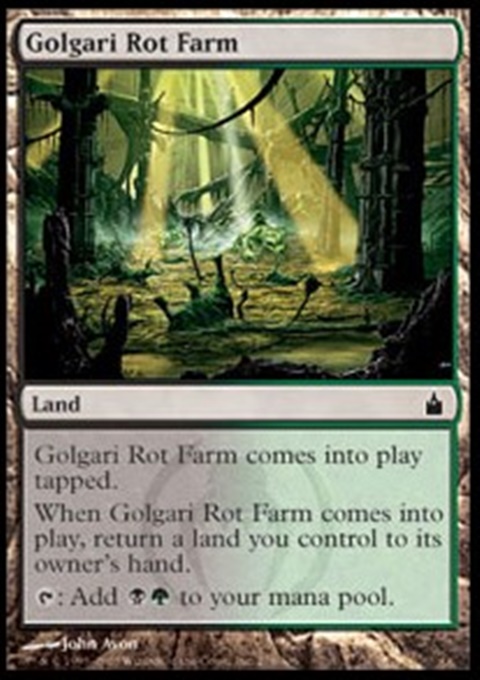 Golgari Rot Farm
Land
Golgari Rot Farm comes into play
tapped.
When Golgari Rot Farm comes into
play, return a land you control to its
owner's hand.
: Add to your mana pool.
John Avon